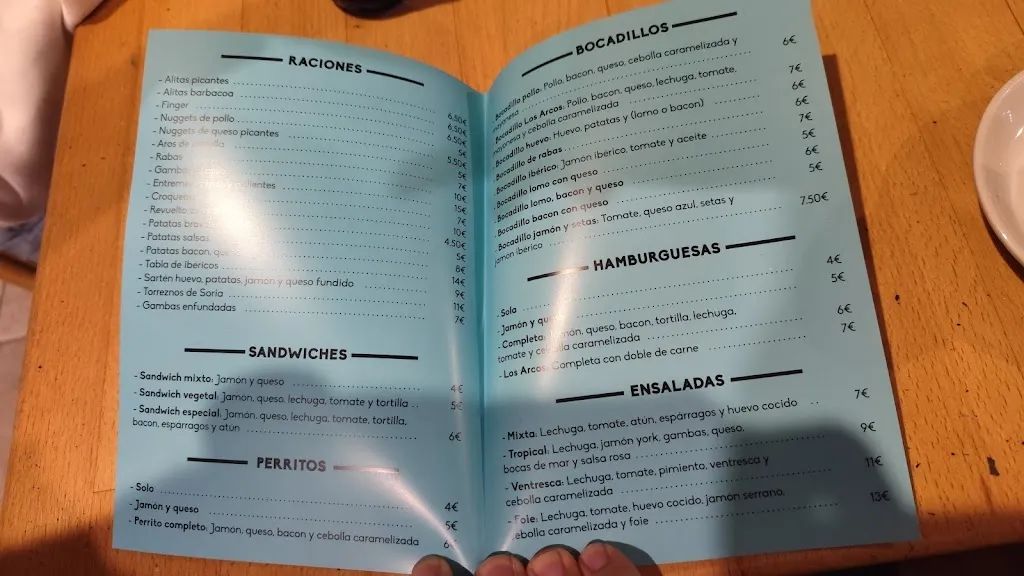 RACIONES
- Alitas picantes 6.50€
- Alitas barbacoa 6.50€
- Finger 6.50€
- Nuggets de pollo 5€
- Nuggets de queso picantes 5.50€
- Aros de 5€
- Rabas 7€
- Gambas 10€
- 15€
- 7€
- Revuelto 10€
- Patatas 4.50€
- Patatas salsas 5€
- Patatas bacon, 8€
- Tabla de ibéricos 14€
- Sartén huevo, patatas, jamón y queso fundido 9€
- Torreznos de Soria 11€
- Gambas enfundadas 7€
SANDWICHES
- Sandwich mixto: Jamón y queso 4€
- Sandwich vegetal: Jamón, queso, lechuga, tomate y tortilla 5€
- Sandwich especial: Jamón, queso, lechuga, tomate, tortilla,
bacon, espárragos y atún 6€
PERRITOS
- Solo 4€
- Jamón y queso 5€
- Perrito completo: Jamón, queso, bacon y cebolla caramelizada 6
BOCADILLOS
- Bocadillo pollo: Pollo, bacon, queso, cebolla caramelizada y
mayonesa 6€
- Bocadillo Los Arcos: Pollo, bacon, queso, lechuga, tomate,
mayonesa y cebolla caramelizada 7€
- Bocadillo huevo: Huevo, patatas y (lomo o bacon) 6€
- Bocadillo de rabas 6€
- Bocadillo ibérico: Jamón ibérico, tomate y aceite 7€
- Bocadillo lomo con queso 5€
- Bocadillo lomo, bacon y queso 6€
- Bocadillo bacon con queso 5€
- Bocadillo jamón y setas: Tomate, queso azul, setas y
jamón ibérico 7.50€
HAMBURGUESAS
- Sola 4€
- Jamón y queso 5€
- Completa: Jamón, queso, bacon, tortilla, lechuga,
tomate y cebolla caramelizada 6€
- Los Arcos: Completa con doble de carne 7€
ENSALADAS
- Mixta: Lechuga, tomate, atún, espárragos y huevo cocido 7€
- Tropical: Lechuga, jamón york, gambas, queso,
bocas de mar y salsa rosa 9€
- Ventresca: Lechuga, tomate, pimiento, ventresca y
cebolla caramelizada 11€
- Foie: Lechuga, tomate, huevo cocido, jamon serrano,
cebolla caramelizada y foie 13€